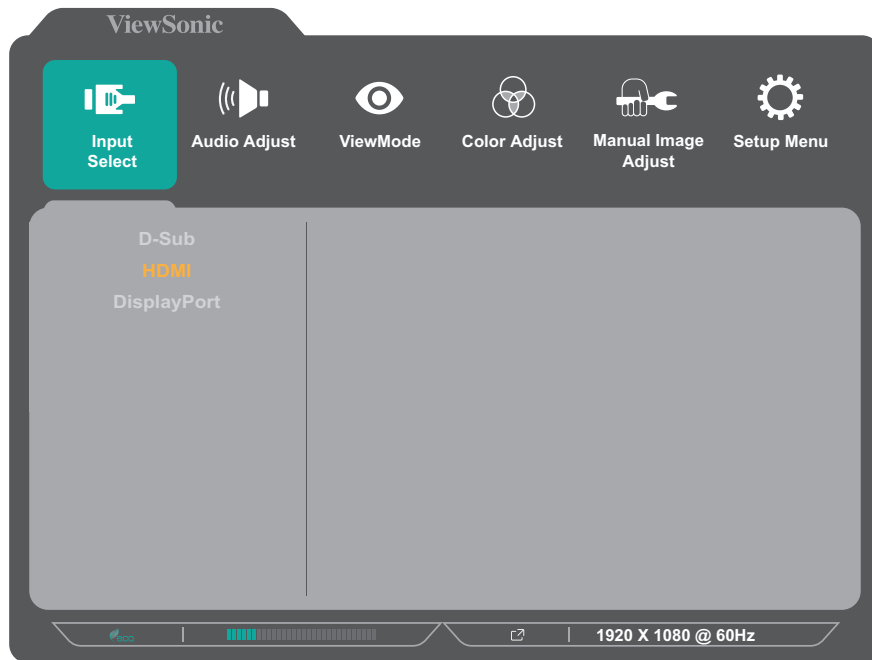 ViewSonic
Input
Select
Audio Adjust
ViewMode
Color Adjust
Manual Image
Adjust
Setup Menu
D-Sub
HDMI
DisplayPort
eco
1920 X 1080 @ 60Hz